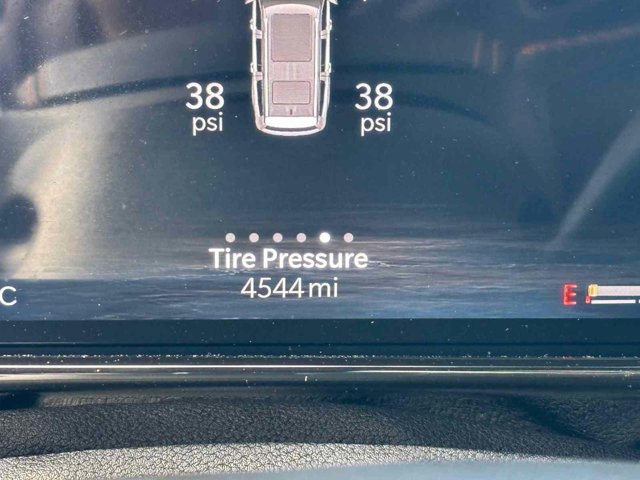 38 38
psi psi
Tire Pressure
4544 mi
C E